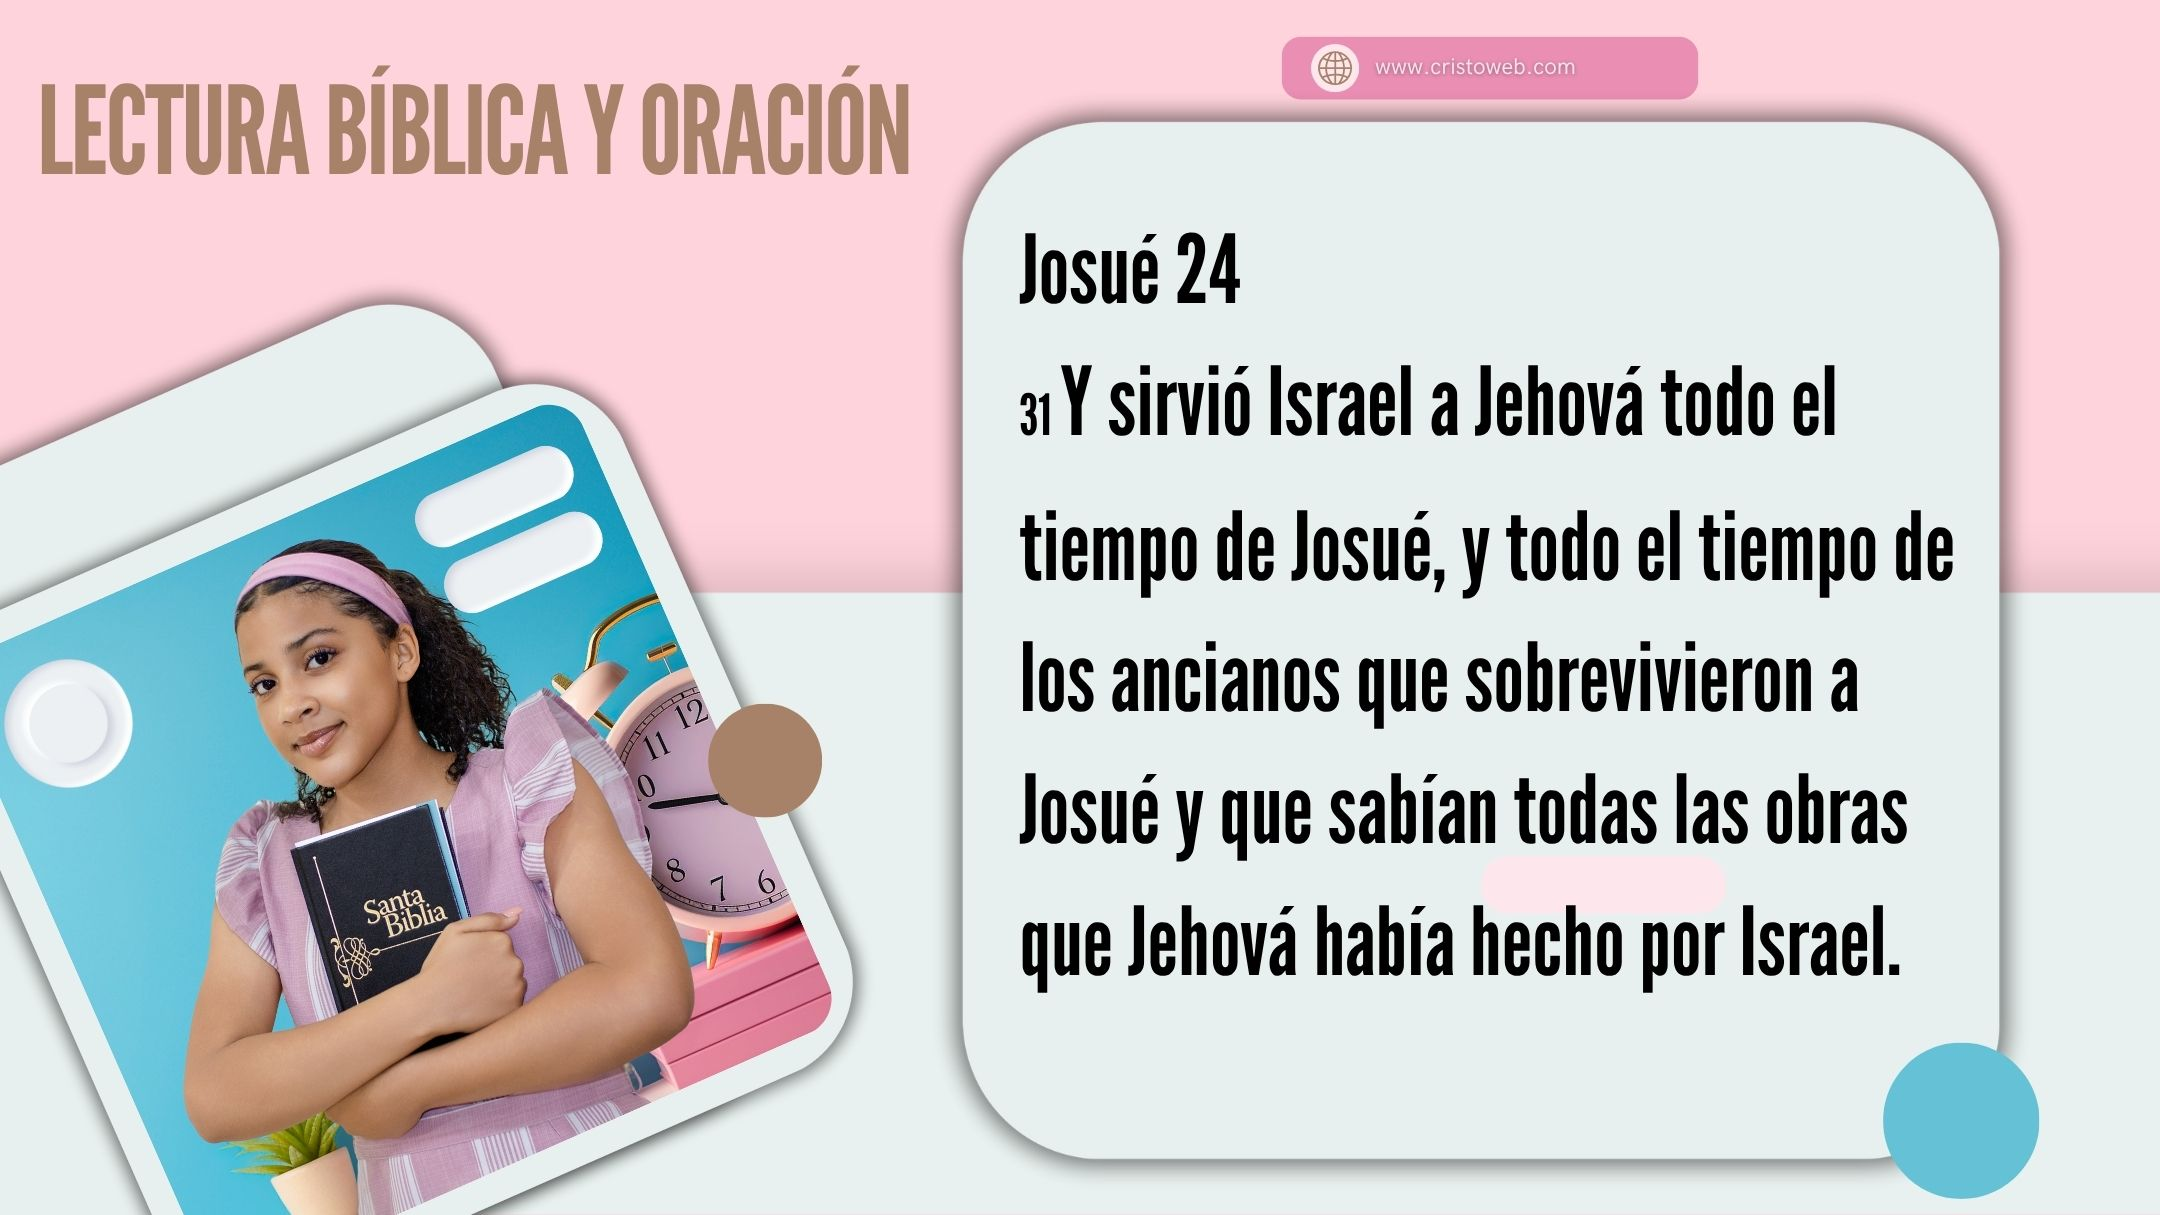 www.cristoweb.com
LECTURA BÍBLICA Y ORACIÓN
Josué 24
31 Y sirvió Israel a Jehová todo el
tiempo de Josué, y todo el tiempo de
los ancianos que sobrevivieron a
Josué y que sabían todas las obras
que Jehová había hecho por Israel.
Santa
Biblia
12
11
10
9
8
7
6